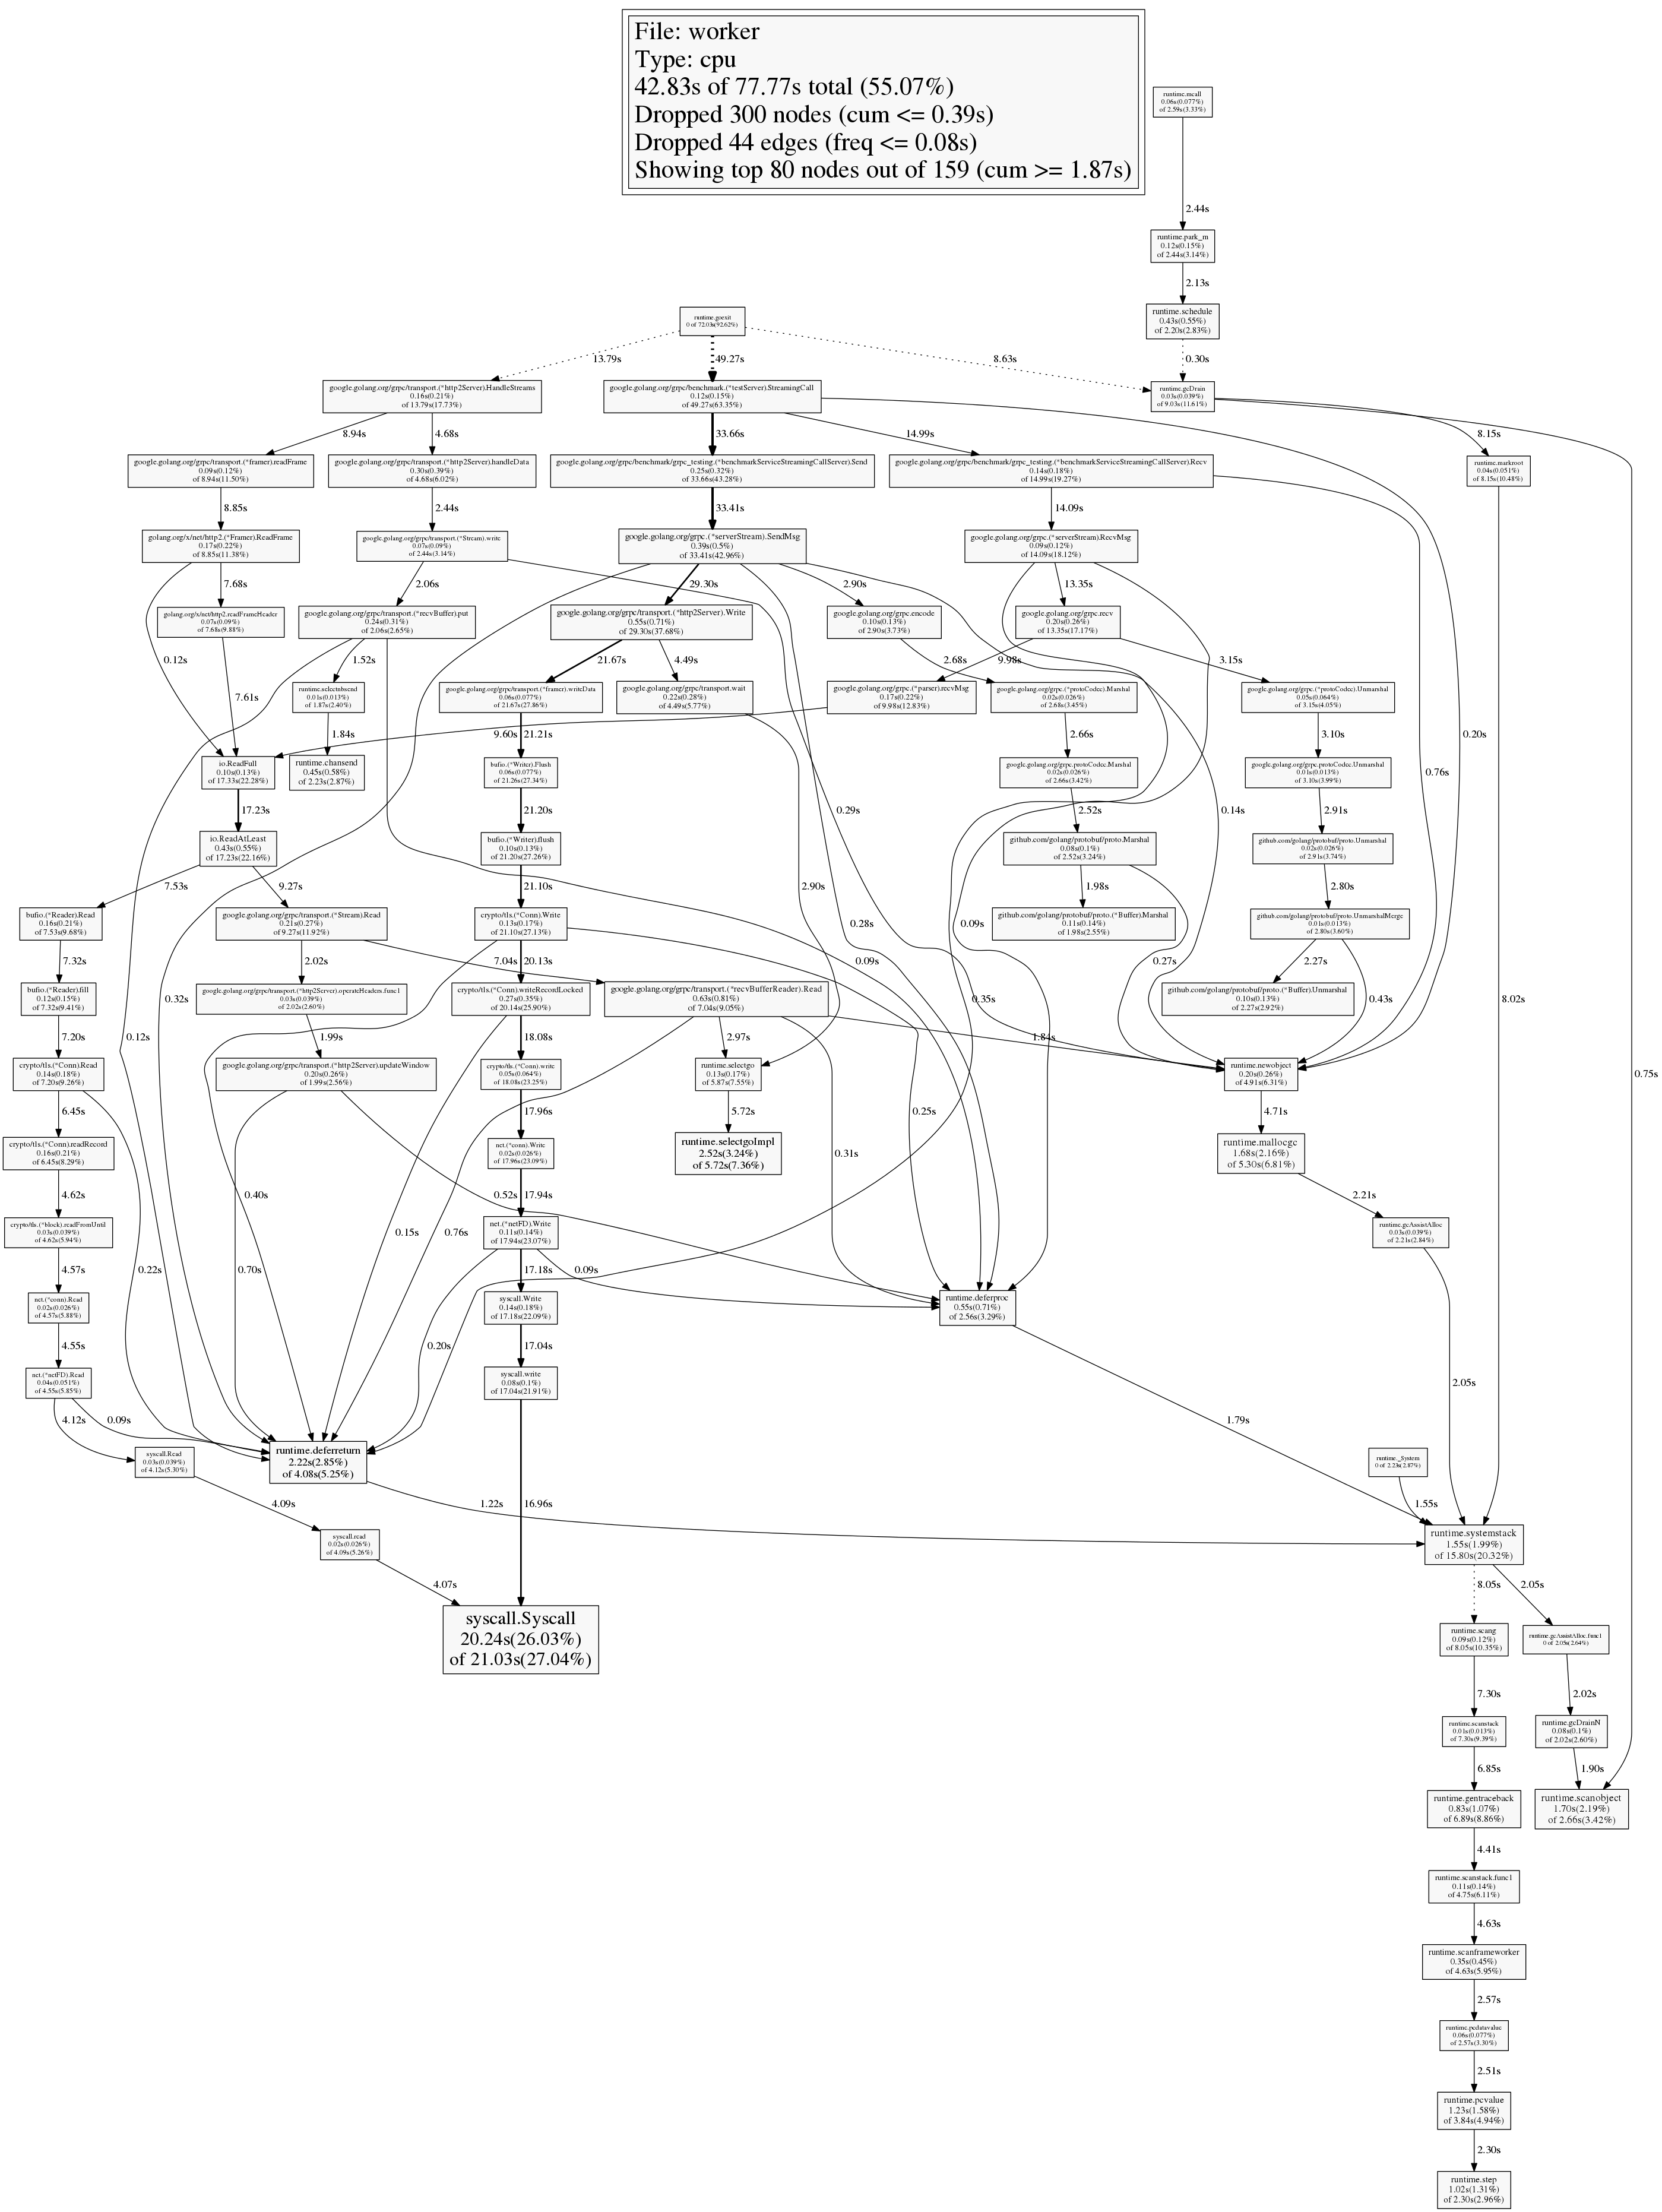 File: worker
Type: cpu
42.83s of 77.77s total (55.07%)
Dropped 300 nodes (cum <= 0.39s)
Dropped 44 edges (freq <= 0.08s)
Showing top 80 nodes out of 159 (cum >= 1.87s)
runtime.mcall
0.06s(0.077%)
of 2.59s(3.33%)
2.44s
runtime.park_m
0.12s(0.15%)
of 2.44s(3.14%)
2.13s
runtime.schedule
0.43s(0.55%)
of 2.20s(2.83%)
runtime.goexit
0 of 72.03s(92.62%)
13.79s
49.27s
8.63s
0.30s
google.golang.org/grpc/transport.(*http2Server).HandleStreams
0.16s(0.21%)
of 13.79s(17.73%)
google.golang.org/grpc/benchmark.(*testServer).StreamingCall
0.12s(0.15%)
of 49.27s(63.35%)
runtime.gcDrain
0.03s(0.039%)
of 9.03s(11.61%)
8.94s
4.68s
33.66s
14.99s
8.15s
google.golang.org/grpc/transport.(*framer).readFrame
0.09s(0.12%)
of 8.94s(11.50%)
google.golang.org/grpc/transport.(*http2Server).handleData
0.30s(0.39%)
of 4.68s(6.02%)
google.golang.org/grpc/benchmark/grpc_testing.(*benchmarkServiceStreamingCallServer).Send
0.25s(0.32%)
of 33.66s(43.28%)
google.golang.org/grpc/benchmark/grpc_testing.(*benchmarkServiceStreamingCallServer).Recv
0.14s(0.18%)
of 14.99s(19.27%)
runtime.markroot
0.04s(0.051%)
of 8.15s(10.48%)
8.85s
2.44s
33.41s
14.09s
golang.org/x/net/http2.(*Framer).ReadFrame
0.17s(0.22%)
of 8.85s(11.38%)
google.golang.org/grpc/transport.(*Stream).write
0.07s(0.09%)
of 2.44s(3.14%)
google.golang.org/grpc.(*serverStream).SendMsg
0.39s(0.5%)
of 33.41s(42.96%)
google.golang.org/grpc.(*serverStream).RecvMsg
0.09s(0.12%)
of 14.09s(18.12%)
7.68s
2.06s
29.30s
2.90s
13.35s
golang.org/x/net/http2.readFrameHeader
0.07s(0.09%)
of 7.68s(9.88%)
google.golang.org/grpc/transport.(*recvBuffer).put
0.24s(0.31%)
of 2.06s(2.65%)
google.golang.org/grpc/transport.(*http2Server).Write
0.55s(0.71%)
of 29.30s(37.68%)
google.golang.org/grpc.encode
0.10s(0.13%)
of 2.90s(3.73%)
google.golang.org/grpc.recv
0.20s(0.26%)
of 13.35s(17.17%)
0.12s
1.52s
21.67s
4.49s
2.68s
9.98s
3.15s
7.61s
runtime.selectnbsend
0.01s(0.013%)
of 1.87s(2.40%)
google.golang.org/grpc/transport.(*framer).writeData
0.06s(0.077%)
of 21.67s(27.86%)
google.golang.org/grpc/transport.wait
0.22s(0.28%)
of 4.49s(5.77%)
google.golang.org/grpc.(*parser).recvMsg
0.17s(0.22%)
of 9.98s(12.83%)
google.golang.org/grpc.(*protoCodec).Marshal
0.02s(0.026%)
of 2.68s(3.45%)
google.golang.org/grpc.(*protoCodec).Unmarshal
0.05s(0.064%)
of 3.15s(4.05%)
1.84s
9.60s
21.21s
2.66s
3.10s
0.20s
io.ReadFull
0.10s(0.13%)
of 17.33s(22.28%)
runtime.chansend
0.45s(0.58%)
of 2.23s(2.87%)
bufio.(*Writer).Flush
0.06s(0.077%)
of 21.26s(27.34%)
google.golang.org/grpc.protoCodec.Marshal
0.02s(0.026%)
of 2.66s(3.42%)
google.golang.org/grpc.protoCodec.Unmarshal
0.01s(0.013%)
of 3.10s(3.99%)
0.76s
17.23s
21.20s
0.29s
2.52s
0.14s
2.91s
io.ReadAtLeast
0.43s(0.55%)
of 17.23s(22.16%)
bufio.(*Writer).flush
0.10s(0.13%)
of 21.20s(27.26%)
github.com/golang/protobuf/proto.Marshal
0.08s(0.1%)
of 2.52s(3.24%)
github.com/golang/protobuf/proto.Unmarshal
0.02s(0.026%)
of 2.91s(3.74%)
7.53s
9.27s
21.10s
2.90s
1.98s
2.80s
bufio.(*Reader).Read
0.16s(0.21%)
of 7.53s(9.68%)
google.golang.org/grpc/transport.(*Stream).Read
0.21s(0.27%)
of 9.27s(11.92%)
crypto/tls.(*Conn).Write
0.13s(0.17%)
of 21.10s(27.13%)
github.com/golang/protobuf/proto.(*Buffer).Marshal
0.11s(0.14%)
of 1.98s(2.55%)
github.com/golang/protobuf/proto.UnmarshalMerge
0.01s(0.013%)
of 2.80s(3.60%)
0.28s
0.09s
7.32s
2.02s
7.04s
20.13s
0.09s
0.27s
2.27s
bufio.(*Reader).fill
0.12s(0.15%)
of 7.32s(9.41%)
google.golang.org/grpc/transport.(*http2Server).operateHeaders.func1
0.03s(0.039%)
of 2.02s(2.60%)
crypto/tls.(*Conn).writeRecordLocked
0.27s(0.35%)
of 20.14s(25.90%)
google.golang.org/grpc/transport.(*recvBufferReader).Read
0.63s(0.81%)
of 7.04s(9.05%)
github.com/golang/protobuf/proto.(*Buffer).Unmarshal
0.10s(0.13%)
of 2.27s(2.92%)
0.32s
0.35s
0.43s
8.02s
7.20s
0.12s
1.99s
18.08s
2.97s
1.84s
crypto/tls.(*Conn).Read
0.14s(0.18%)
of 7.20s(9.26%)
google.golang.org/grpc/transport.(*http2Server).updateWindow
0.20s(0.26%)
of 1.99s(2.56%)
crypto/tls.(*Conn).write
0.05s(0.064%)
of 18.08s(23.25%)
runtime.selectgo
0.13s(0.17%)
of 5.87s(7.55%)
runtime.newobject
0.20s(0.26%)
of 4.91s(6.31%)
0.75s
6.45s
17.96s
5.72s
0.25s
4.71s
crypto/tls.(*Conn).readRecord
0.16s(0.21%)
of 6.45s(8.29%)
net.(*conn).Write
0.02s(0.026%)
of 17.96s(23.09%)
runtime.selectgoImpl
2.52s(3.24%)
of 5.72s(7.36%)
0.31s
runtime.mallocgc
1.68s(2.16%)
of 5.30s(6.81%)
4.62s
0.40s
0.52s
17.94s
2.21s
crypto/tls.(*block).readFromUntil
0.03s(0.039%)
of 4.62s(5.94%)
0.15s
0.76s
net.(*netFD).Write
0.11s(0.14%)
of 17.94s(23.07%)
runtime.gcAssistAlloc
0.03s(0.039%)
of 2.21s(2.84%)
4.57s
0.22s
0.70s
17.18s
0.09s
net.(*conn).Read
0.02s(0.026%)
of 4.57s(5.88%)
syscall.Write
0.14s(0.18%)
of 17.18s(22.09%)
runtime.deferproc
0.55s(0.71%)
of 2.56s(3.29%)
4.55s
0.20s
17.04s
net.(*netFD).Read
0.04s(0.051%)
of 4.55s(5.85%)
syscall.write
0.08s(0.1%)
of 17.04s(21.91%)
2.05s
4.12s
0.09s
1.79s
syscall.Read
0.03s(0.039%)
of 4.12s(5.30%)
runtime.deferreturn
2.22s(2.85%)
of 4.08s(5.25%)
runtime._System
0 of 2.23s(2.87%)
4.09s
1.22s
16.96s
1.55s
syscall.read
0.02s(0.026%)
of 4.09s(5.26%)
runtime.systemstack
1.55s(1.99%)
of 15.80s(20.32%)
4.07s
8.05s
2.05s
syscall.Syscall
20.24s(26.03%)
of 21.03s(27.04%)
runtime.scang
0.09s(0.12%)
of 8.05s(10.35%)
runtime.gcAssistAlloc.func1
0 of 2.05s(2.64%)
7.30s
2.02s
runtime.scanstack
0.01s(0.013%)
of 7.30s(9.39%)
runtime.gcDrainN
0.08s(0.1%)
of 2.02s(2.60%)
6.85s
1.90s
runtime.gentraceback
0.83s(1.07%)
of 6.89s(8.86%)
runtime.scanobject
1.70s(2.19%)
of 2.66s(3.42%)
4.41s
runtime.scanstack.func1
0.11s(0.14%)
of 4.75s(6.11%)
4.63s
runtime.scanframeworker
0.35s(0.45%)
of 4.63s(5.95%)
2.57s
runtime.pcdatavalue
0.06s(0.077%)
of 2.57s(3.30%)
2.51s
runtime.pcvalue
1.23s(1.58%)
of 3.84s(4.94%)
2.30s
runtime.step
1.02s(1.31%)
of 2.30s(2.96%)